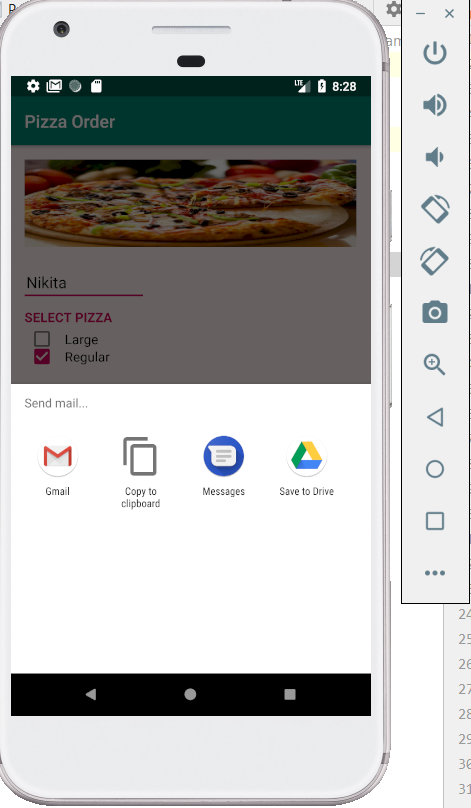 8:28
Pizza Order
Nikita
SELECT PIZZA
Large
Regular
Send mail...
Gmail
Copy to
clipboard
Messages
Save to Drive
24
25
26
27
28
29
30
31